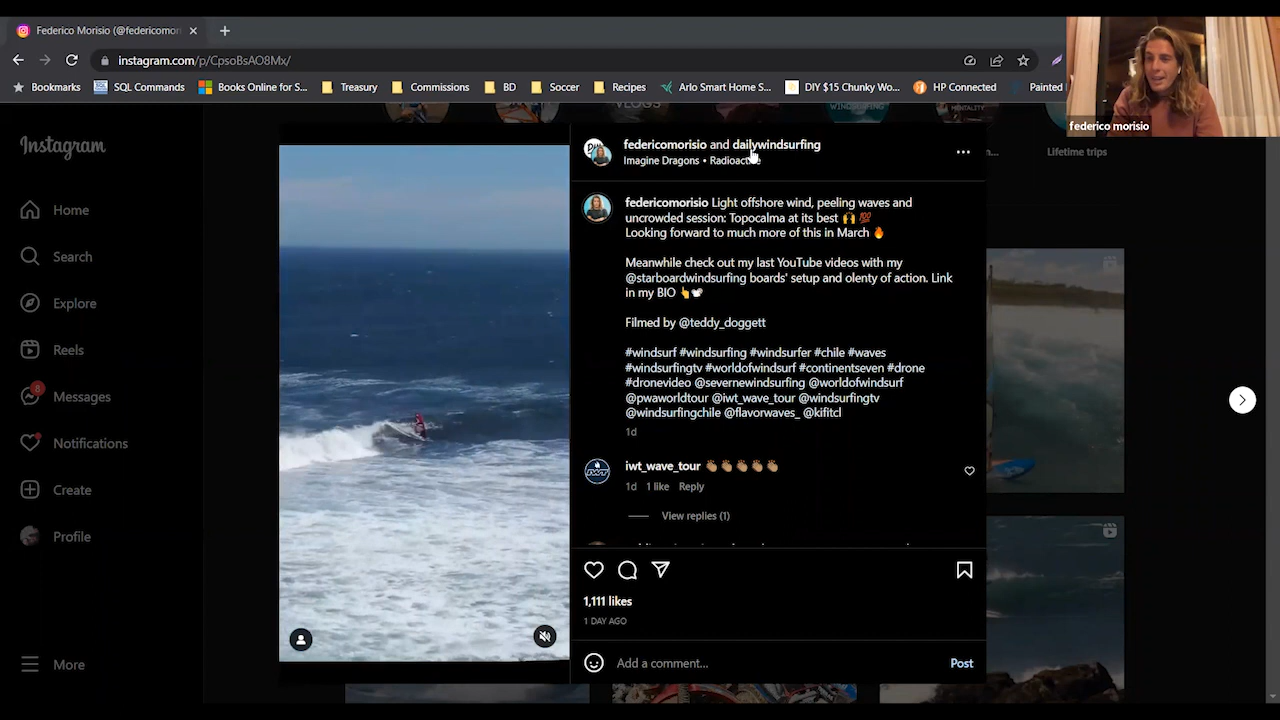 Federico Morisio (@federicomori
instagram.com/p/CpsoBsAO8Mx/
Bookmarks SQL Commands Books Online for S... Treasury Commissions BD Soccer Recipes Arlo Smart Home S... DIY $15 Chunky Wo... HP Connected Painted
federico morisio
VLOGS
WINDSURFING
MENTALITY
Lifetime trips
Instagram
Home
Search
Explore
Reels
8
Messages
Notifications
Create
Profile
More
federicomorisio and dailywindsurfing
Imagine Dragons • Radioactive
federicomorisio Light offshore wind, peeling waves and
uncrowded session: Topocalma at its best 🙌 💯
Looking forward to much more of this in March 🔥
Meanwhile check out my last YouTube videos with my
@starboardwindsurfing boards' setup and olenty of action. Link
in my BIO 👆📽
Filmed by @teddy_doggett
#windsurf #windsurfing #windsurfer #chile #waves
#windsurfingtv #worldofwindsurf #continentseven #drone
#dronevideo @severnewindsurfing @worldofwindsurf
@pwaworldtour @iwt_wave_tour @windsurfingtv
@windsurfingchile @flavorwaves_ @kifitcl
1d
iwt_wave_tour 👏🏽👏🏽👏🏽👏🏽👏🏽
IWT
1d 1 like Reply
View replies (1)
1,111 likes
1 DAY AGO
Add a comment...
Post